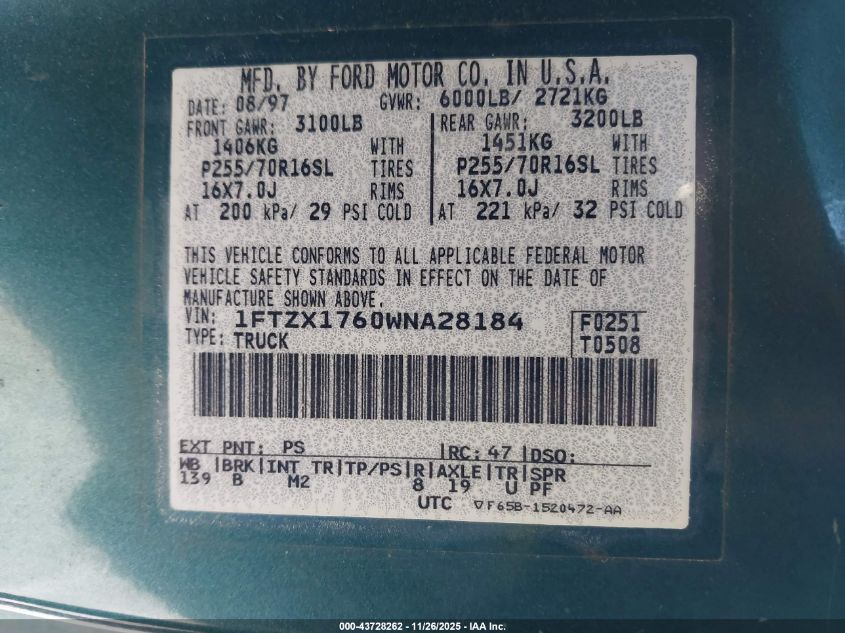 MFD. BY FORD MOTOR CO. IN U.S.A.
DATE: 08/97 GVWR: 6000LB/ 2721KG
FRONT GAWR: 3100LB REAR GAWR: 3200LB
1406KG WITH 1451KG WITH
P255/70R16SL TIRES P255/70R16SL TIRES
16X7.0J RIMS 16X7.0J RIMS
AT 200 kPa/ 29 PSI COLD AT 221 kPa/ 32 PSI COLD
THIS VEHICLE CONFORMS TO ALL APPLICABLE FEDERAL MOTOR
VEHICLE SAFETY STANDARDS IN EFFECT ON THE DATE OF
MANUFACTURE SHOWN ABOVE.
VIN: 1FTZX1760WNA28184 F0251
TYPE: TRUCK T0508
EXT PNT: PS RC: 47 DSO:
WB BRK INT TR TP/PS R AXLE TR SPR
139 B M2 8 19 U PF
UTC ▽F65B-1520472-AA
000-43728262 - 11/26/2025 - IAA Inc.